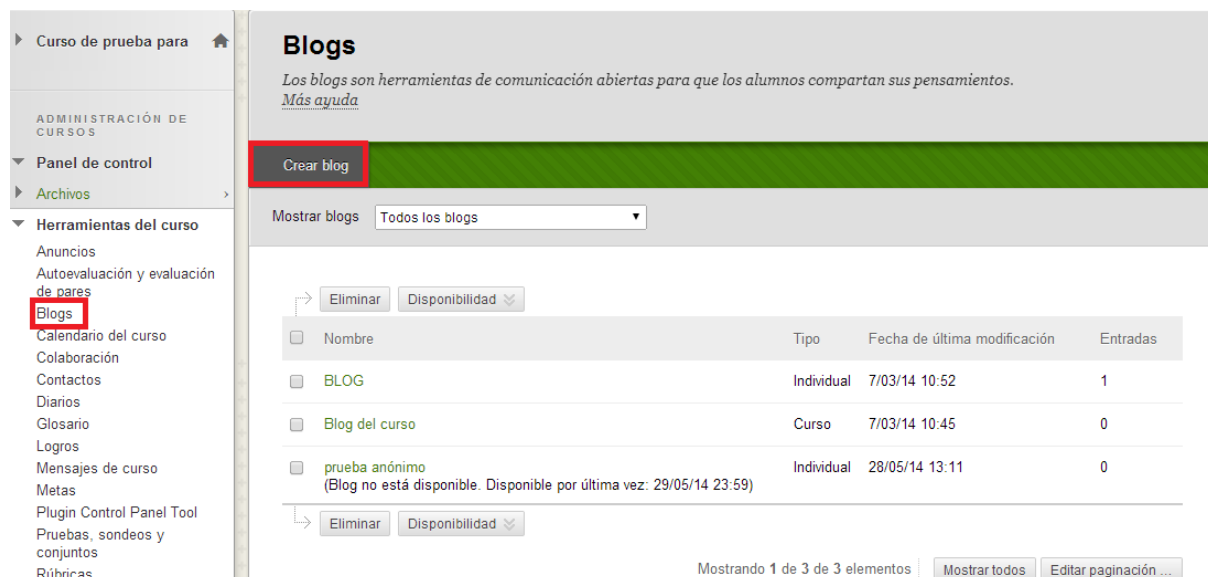 Curso de prueba para
ADMINISTRACIÓN DE
CURSOS
Panel de control
Archivos
Herramientas del curso
Anuncios
Autoevaluación y evaluación
de pares
Blogs
Calendario del curso
Colaboración
Contactos
Diarios
Glosario
Logros
Mensajes de curso
Metas
Plugin Control Panel Tool
Pruebas, sondeos y
conjuntos
Rúbricas
Blogs
Los blogs son herramientas de comunicación abiertas para que los alumnos compartan sus pensamientos.
Más ayuda
Crear blog
Mostrar blogs Todos los blogs
Eliminar Disponibilidad
Nombre Tipo Fecha de última modificación Entradas
BLOG Individual 7/03/14 10:52 1
Blog del curso Curso 7/03/14 10:45 0
prueba anónimo Individual 28/05/14 13:11 0
(Blog no está disponible. Disponible por última vez: 29/05/14 23:59)
Eliminar Disponibilidad
Mostrando 1 de 3 de 3 elementos Mostrar todos Editar paginación ...